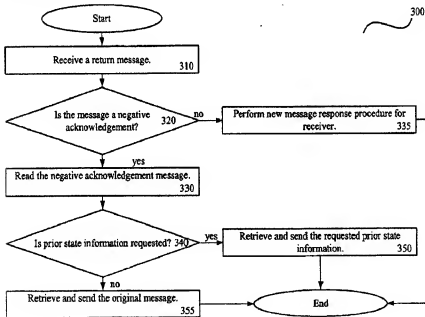 300
Start
Receive a return message.
310
Is the message a negative
acknowledgement?
320
no
Perform new message response procedure for
receiver.
335
yes
Read the negative acknowledgement message.
330
Is prior state information requested?
340
yes
Retrieve and send the requested prior state
information.
350
no
Retrieve and send the original message.
355
End